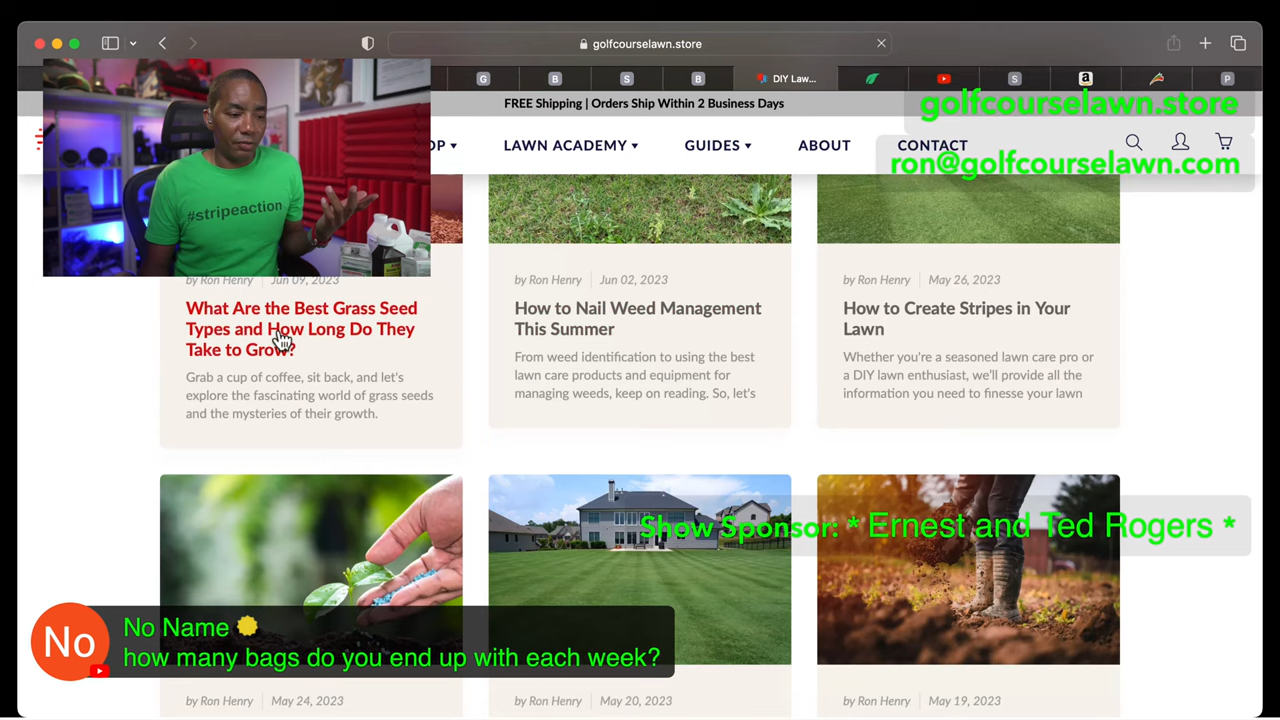 golfcourselawn.store
G
B
S
B
DIY Law...
S
a
P
FREE Shipping | Orders Ship Within 2 Business Days
golfcourselawn.store
OP
LAWN ACADEMY
GUIDES
ABOUT
CONTACT
ron@golfcourselawn.com
#stripeaction
by Ron Henry
Jun 09, 2023
What Are the Best Grass Seed
Types and How Long Do They
Take to Grow?
Grab a cup of coffee, sit back, and let's
explore the fascinating world of grass seeds
and the mysteries of their growth.
by Ron Henry
Jun 02, 2023
How to Nail Weed Management
This Summer
From weed identification to using the best
lawn care products and equipment for
managing weeds, keep on reading. So, let's
by Ron Henry
May 26, 2023
How to Create Stripes in Your
Lawn
Whether you're a seasoned lawn care pro or
a DIY lawn enthusiast, we'll provide all the
information you need to finesse your lawn
Show Sponsor: * Ernest and Ted Rogers *
No
No Name
how many bags do you end up with each week?
by Ron Henry
May 24, 2023
by Ron Henry
May 20, 2023
by Ron Henry
May 19, 2023